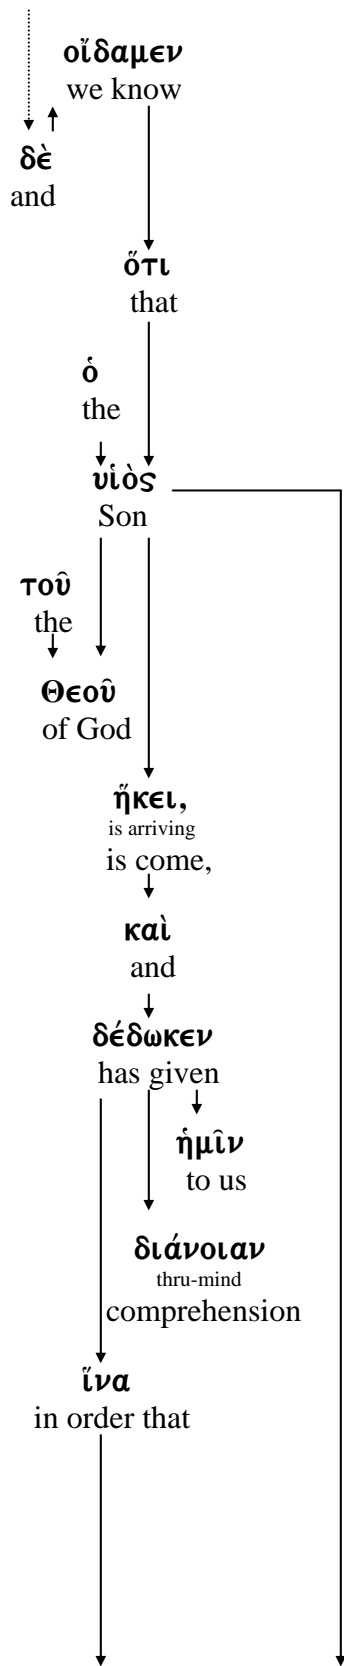 οἴδαμεν
we know
δὲ
and
ὅτι
that
ὁ
the
υἱὸς
Son
τοῦ
the
Θεοῦ
of God
ἥκει,
is arriving
is come,
καὶ
and
δέδωκεν
has given
ἡμῖν
to us
διάνοιαν
thru-mind
comprehension
ἵνα
in order that